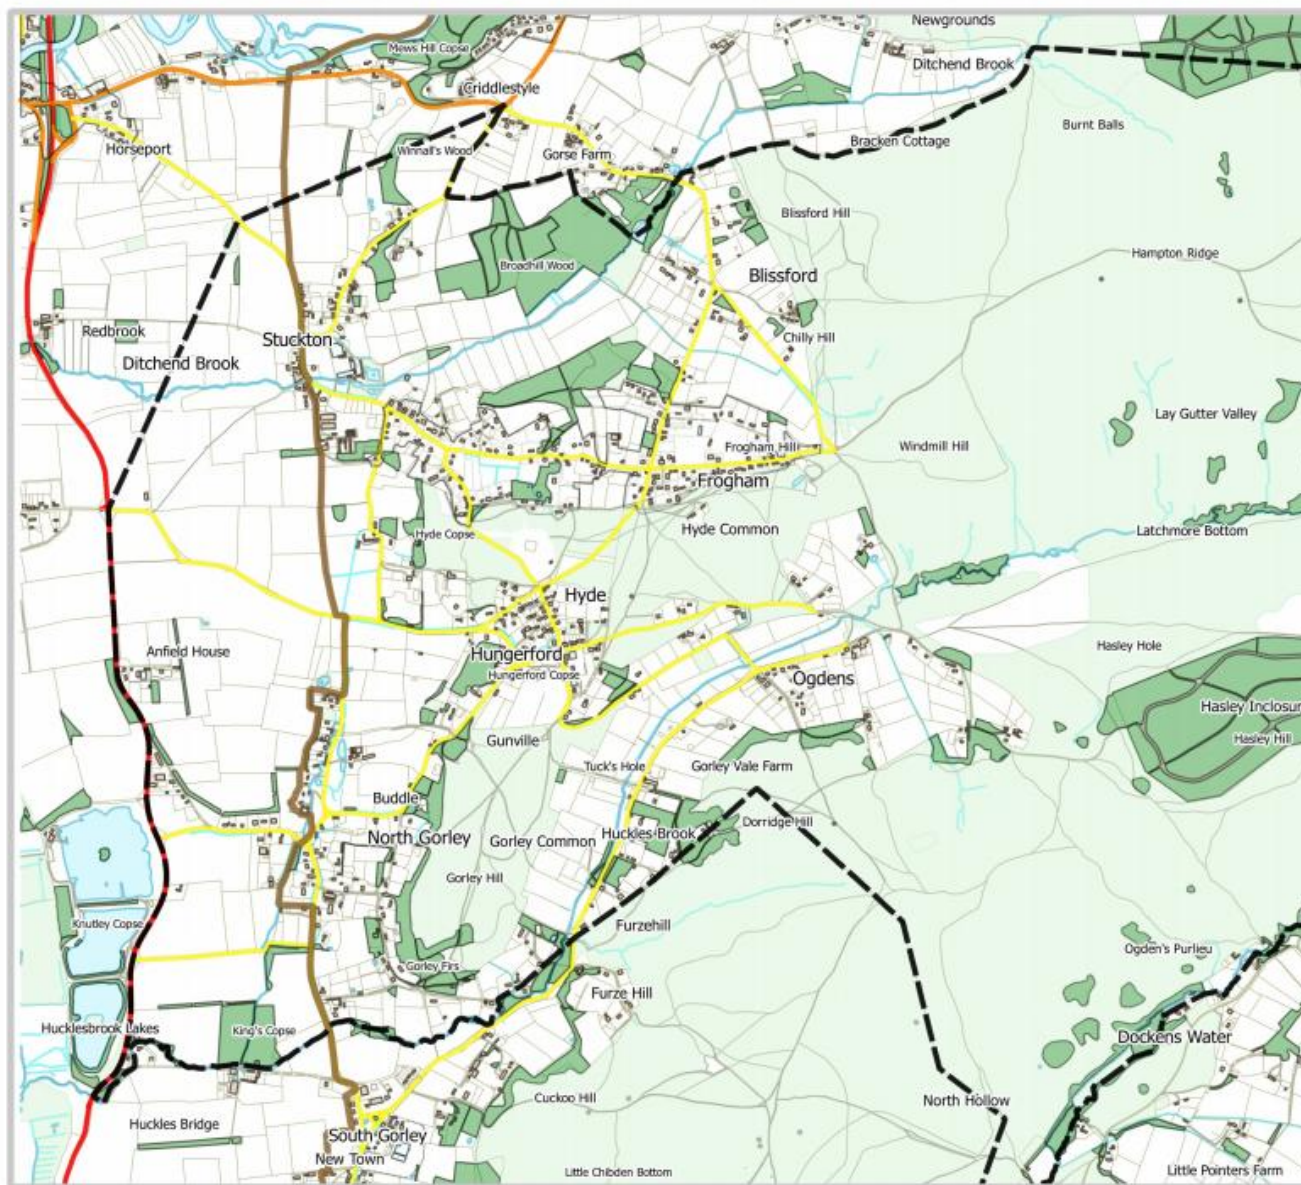 Newgrounds
Mews Hill Copse
Ditchend Brook
Criddlestyle
Burnt Balls
Bracken Cottage
Horseport
Winnall's Wood
Gorse Farm
Blissford Hill
Hampton Ridge
Broadhill Wood
Blissford
Redbrook
Stuckton
Chilly Hill
Ditchend Brook
Lay Gutter Valley
Frogham Hill
Windmill Hill
Frogham
Hyde Copse
Hyde Common
Latchmore Bottom
Hyde
Anfield House
Hungerford
Hasley Hole
Hungerford Copse
Ogdens
Hasley Inclosur
Gunville
Hasley Hill
Tuck's Hole
Gorley Vale Farm
Buddle
Dorridge Hill
North Gorley
Gorley Common
Huckles Brook
Gorley Hill
Knutley Copse
Furzehill
Ogden's Purlieu
Gorley Firs
Furze Hill
Hucklesbrook Lakes
King's Copse
Dockens Water
Cuckoo Hill
North Hollow
Huckles Bridge
South Gorley
New Town
Little Chibden Bottom
Little Pointers Farm